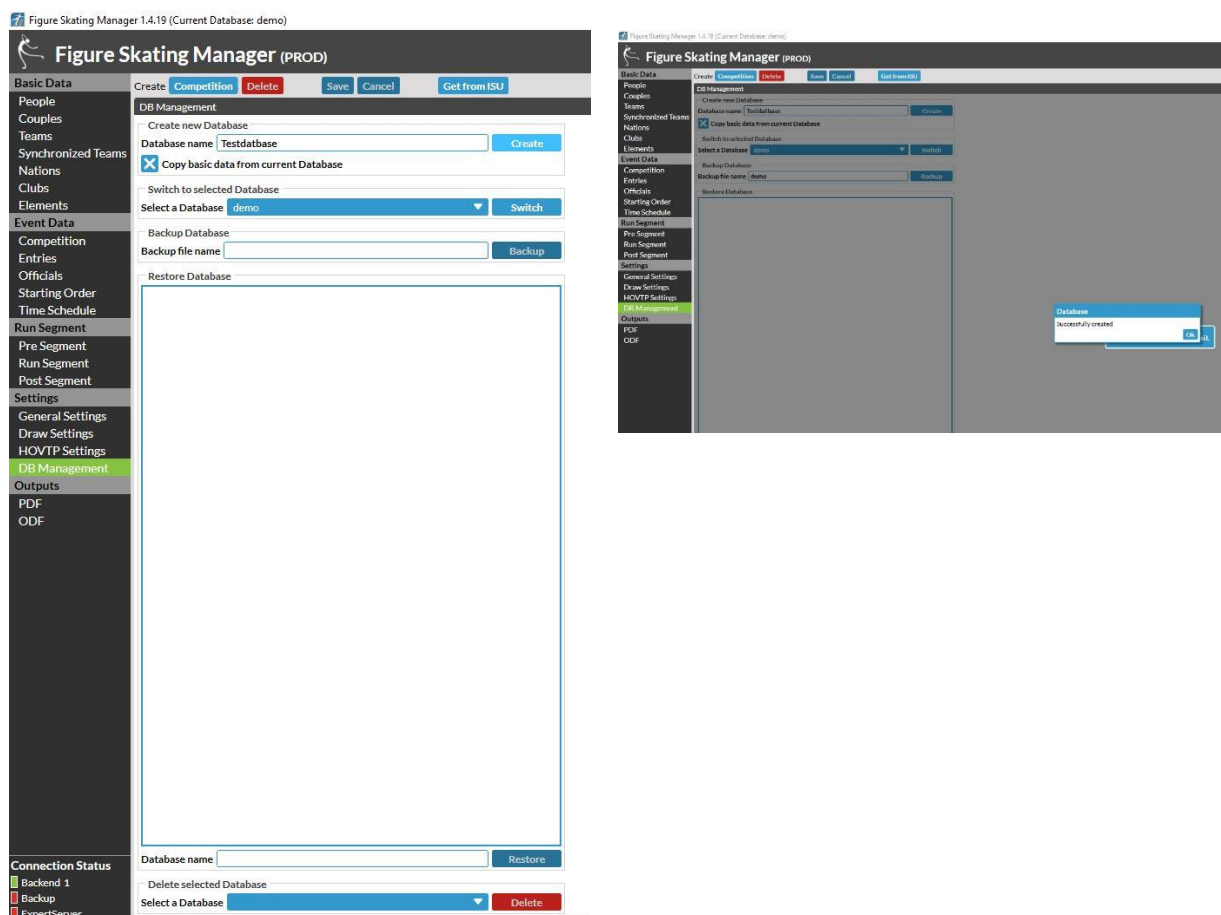 Figure Skating Manager 1.4.19 (Current Database: demo)
Figure Skating Manager (PROD)
Basic Data
People
Couples
Teams
Synchronized Teams
Nations
Clubs
Elements
Event Data
Competition
Entries
Officials
Starting Order
Time Schedule
Run Segment
Pre Segment
Run Segment
Post Segment
Settings
General Settings
Draw Settings
HOVTP Settings
DB Management
Outputs
PDF
ODF
Connection Status
Backend 1
Backup
ExpertServer
Create Competition Delete Save Cancel Get from ISU
DB Management
Create new Database
Database name Testdatbase Create
Copy basic data from current Database
Switch to selected Database
Select a Database demo Switch
Backup Database
Backup file name Backup
Restore Database
Database name Restore
Delete selected Database
Select a Database Delete
Figure Skating Manager 1.4.19 (Current Database: demo)
Figure Skating Manager (PROD)
Basic Data
People
Couples
Teams
Synchronized Teams
Nations
Clubs
Elements
Event Data
Competition
Entries
Officials
Starting Order
Time Schedule
Run Segment
Pre Segment
Run Segment
Post Segment
Settings
General Settings
Draw Settings
HOVTP Settings
DB Management
Outputs
PDF
ODF
Create Competition Delete Save Cancel Get from ISU
DB Management
Create new Database
Database name Testdatbase Create
Copy basic data from current Database
Switch to selected Database
Select a Database demo Switch
Backup Database
Backup file name demo Backup
Restore Database
Database
Successfully created
Ok